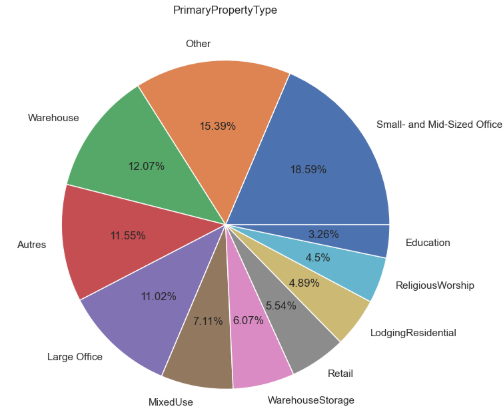 PrimaryPropertyType
Other
Small- and Mid-Sized Office
Warehouse
15.39%
18.59%
12.07%
Autres
11.55%
3.26%
Education
4.5%
ReligiousWorship
4.89%
11.02%
5.54%
7.11%
6.07%
LodgingResidential
Large Office
Retail
MixedUse
WarehouseStorage